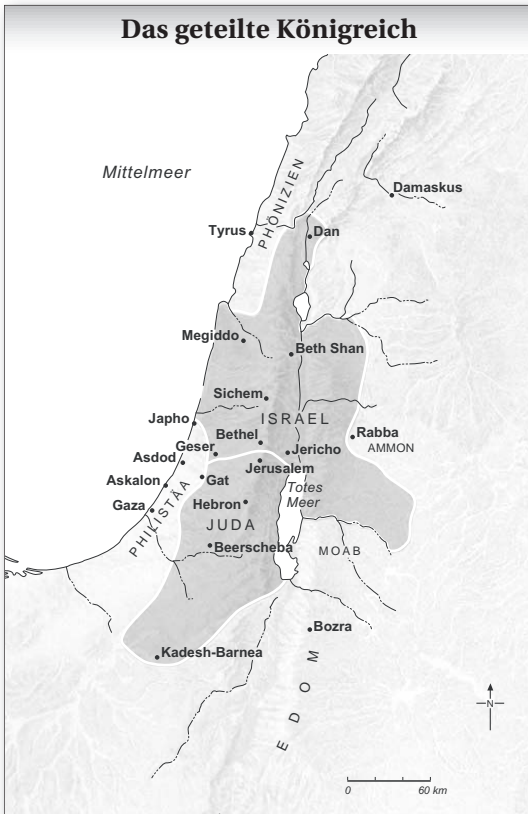 Das geteilte Königreich
Mittelmeer
PHÖNIZIEN
Damaskus
Tyrus
Dan
Megiddo
Beth Shan
Sichem
Japho
ISRAEL
Bethel
Rabba
AMMON
Geser
Jericho
Asdod
Jerusalem
Askalon
Gat
Totes
Meer
Gaza
Hebron
PHILISTÄA
JUDA
Beerscheba
MOAB
Bozra
Kadesh-Barnea
EDOM
N
0 60 km